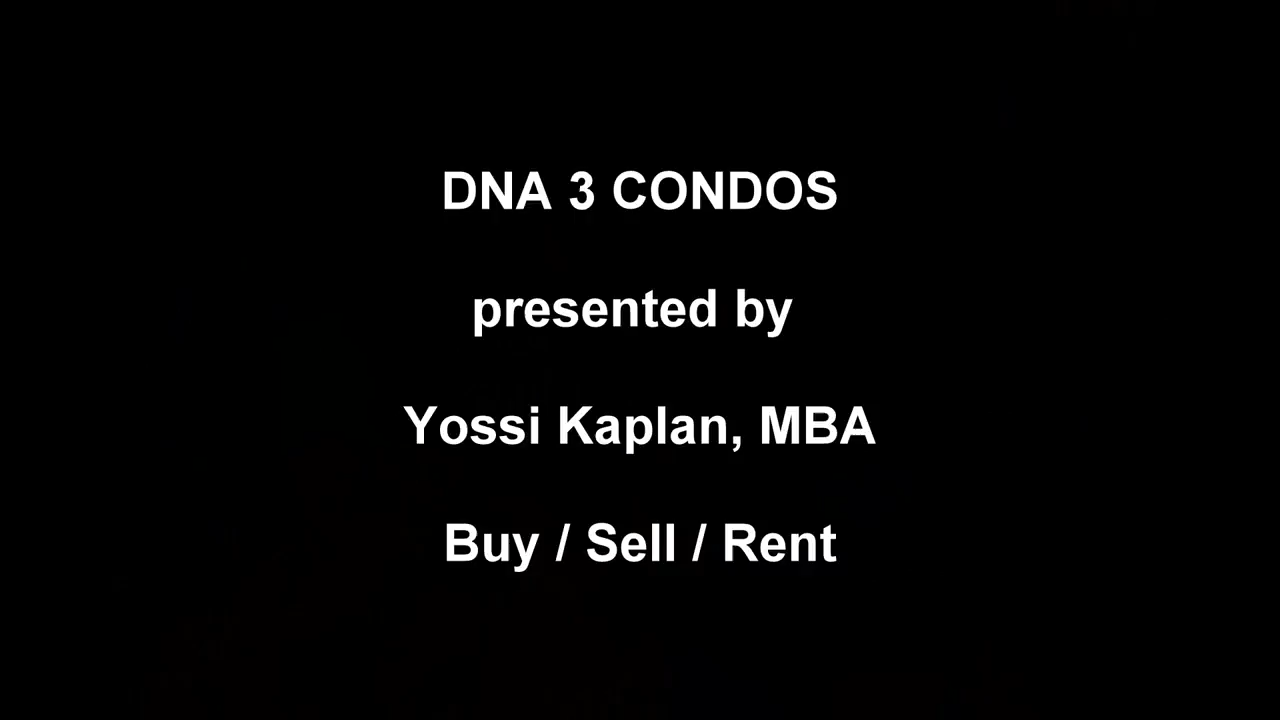 DNA 3 CONDOS
presented by
Yossi Kaplan, MBA
Buy / Sell / Rent